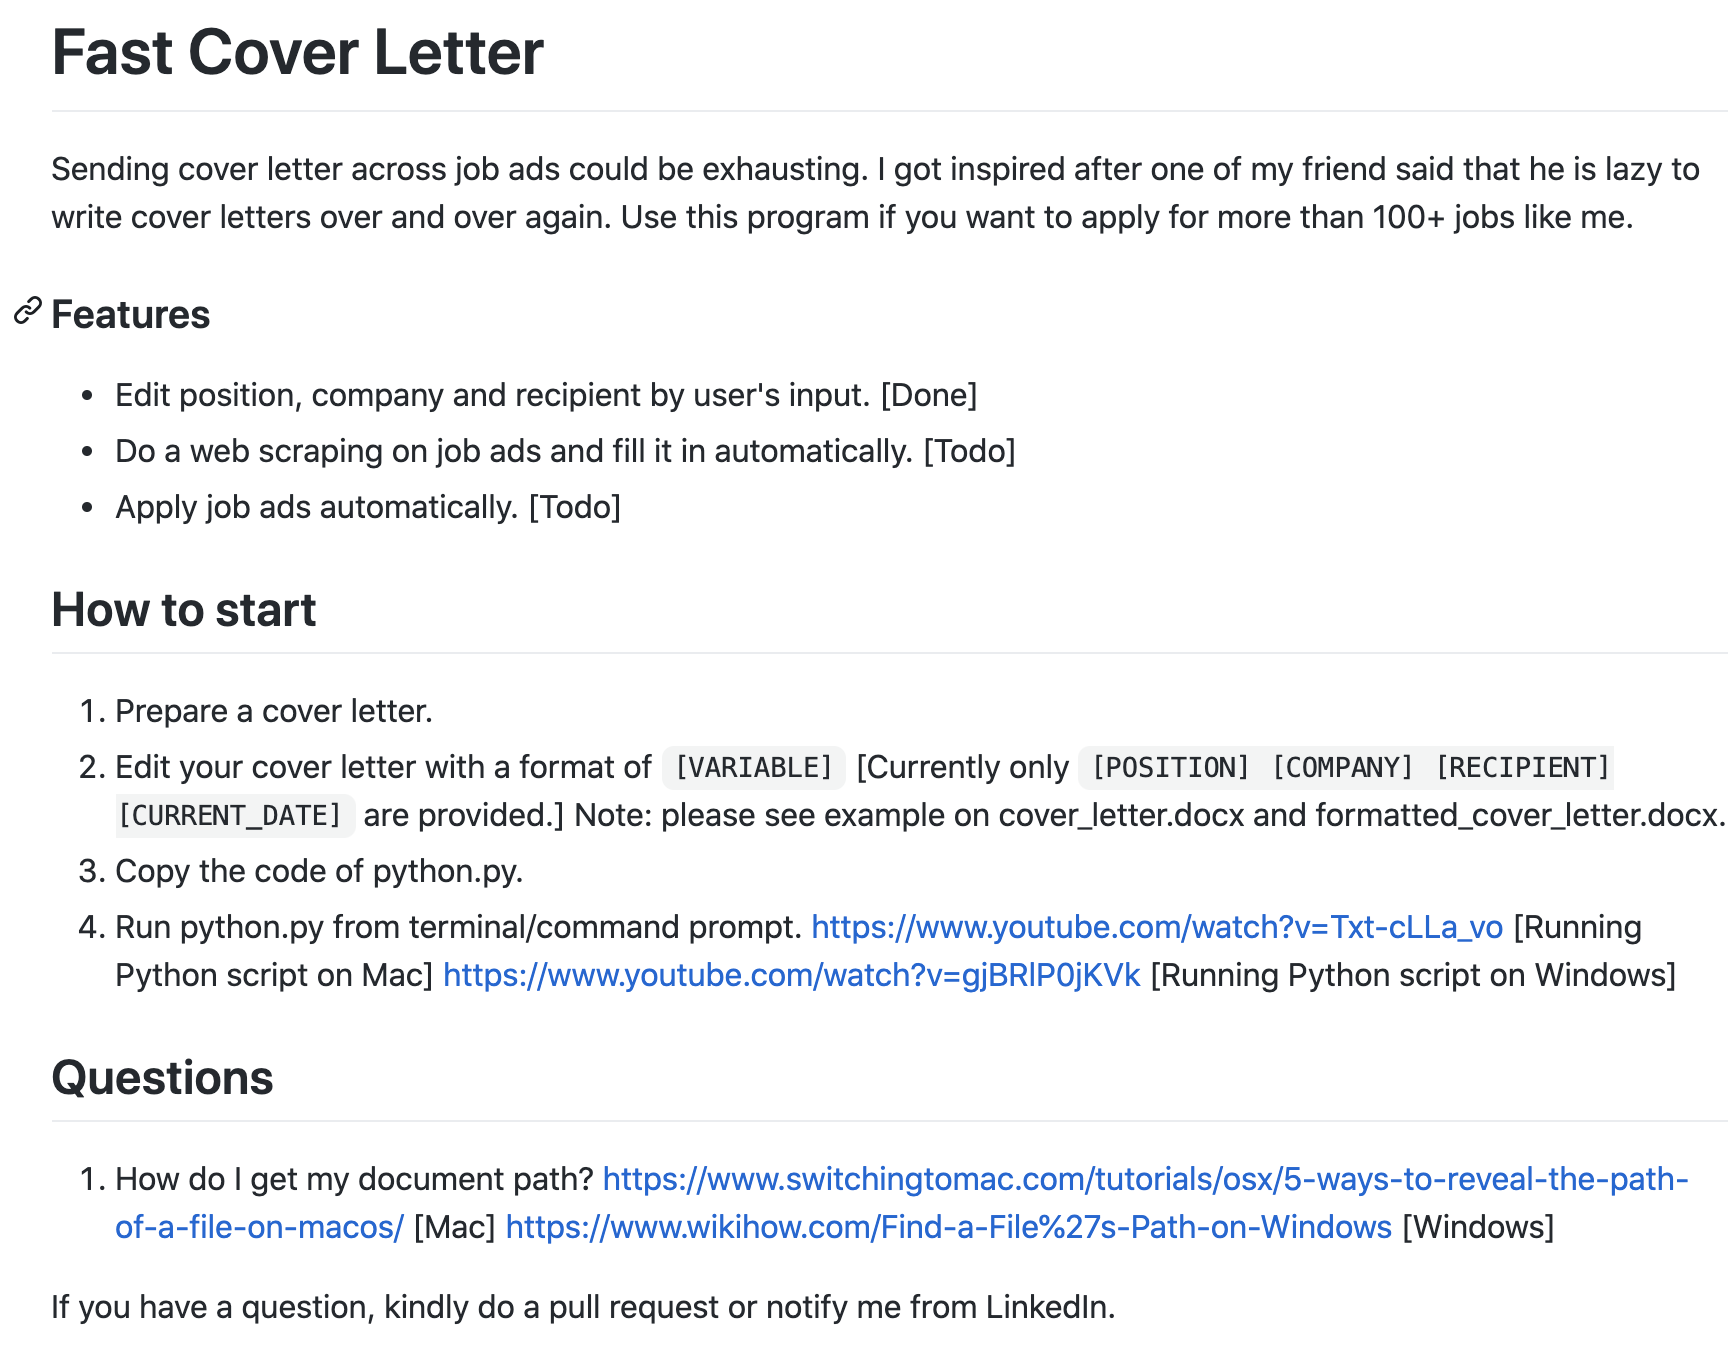 Fast Cover Letter
Sending cover letter across job ads could be exhausting. I got inspired after one of my friend said that he is lazy to
write cover letters over and over again. Use this program if you want to apply for more than 100+ jobs like me.
Features
• Edit position, company and recipient by user's input. [Done]
• Do a web scraping on job ads and fill it in automatically. [Todo]
• Apply job ads automatically. [Todo]
How to start
1. Prepare a cover letter.
2. Edit your cover letter with a format of [VARIABLE] [Currently only [POSITION] [COMPANY] [RECIPIENT]
[CURRENT_DATE] are provided.] Note: please see example on cover_letter.docx and formatted_cover_letter.docx.
3. Copy the code of python.py.
4. Run python.py from terminal/command prompt. https://www.youtube.com/watch?v=Txt-cLLa_vo [Running
Python script on Mac] https://www.youtube.com/watch?v=gjBRlP0jKVk [Running Python script on Windows]
Questions
1. How do I get my document path? https://www.switchingtomac.com/tutorials/osx/5-ways-to-reveal-the-path-
of-a-file-on-macos/ [Mac] https://www.wikihow.com/Find-a-File%27s-Path-on-Windows [Windows]
If you have a question, kindly do a pull request or notify me from LinkedIn.